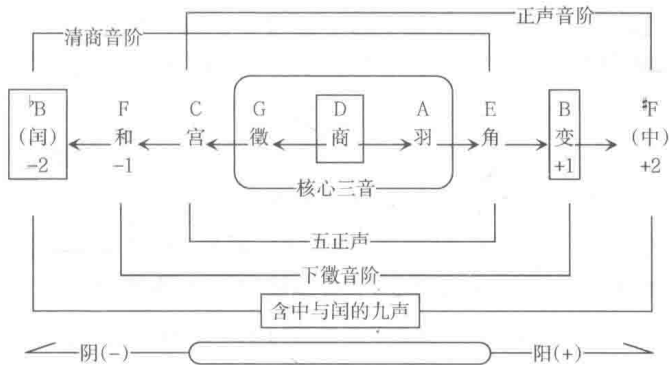 正声音阶
清商音阶
♭B F C G D A E B ♯F
(闰) 和 宫 徵 商 羽 角 变 (中)
-2 -1 +1 +2
核心三音
五正声
下徵音阶
含中与闰的九声
阴(-) 阳(+)